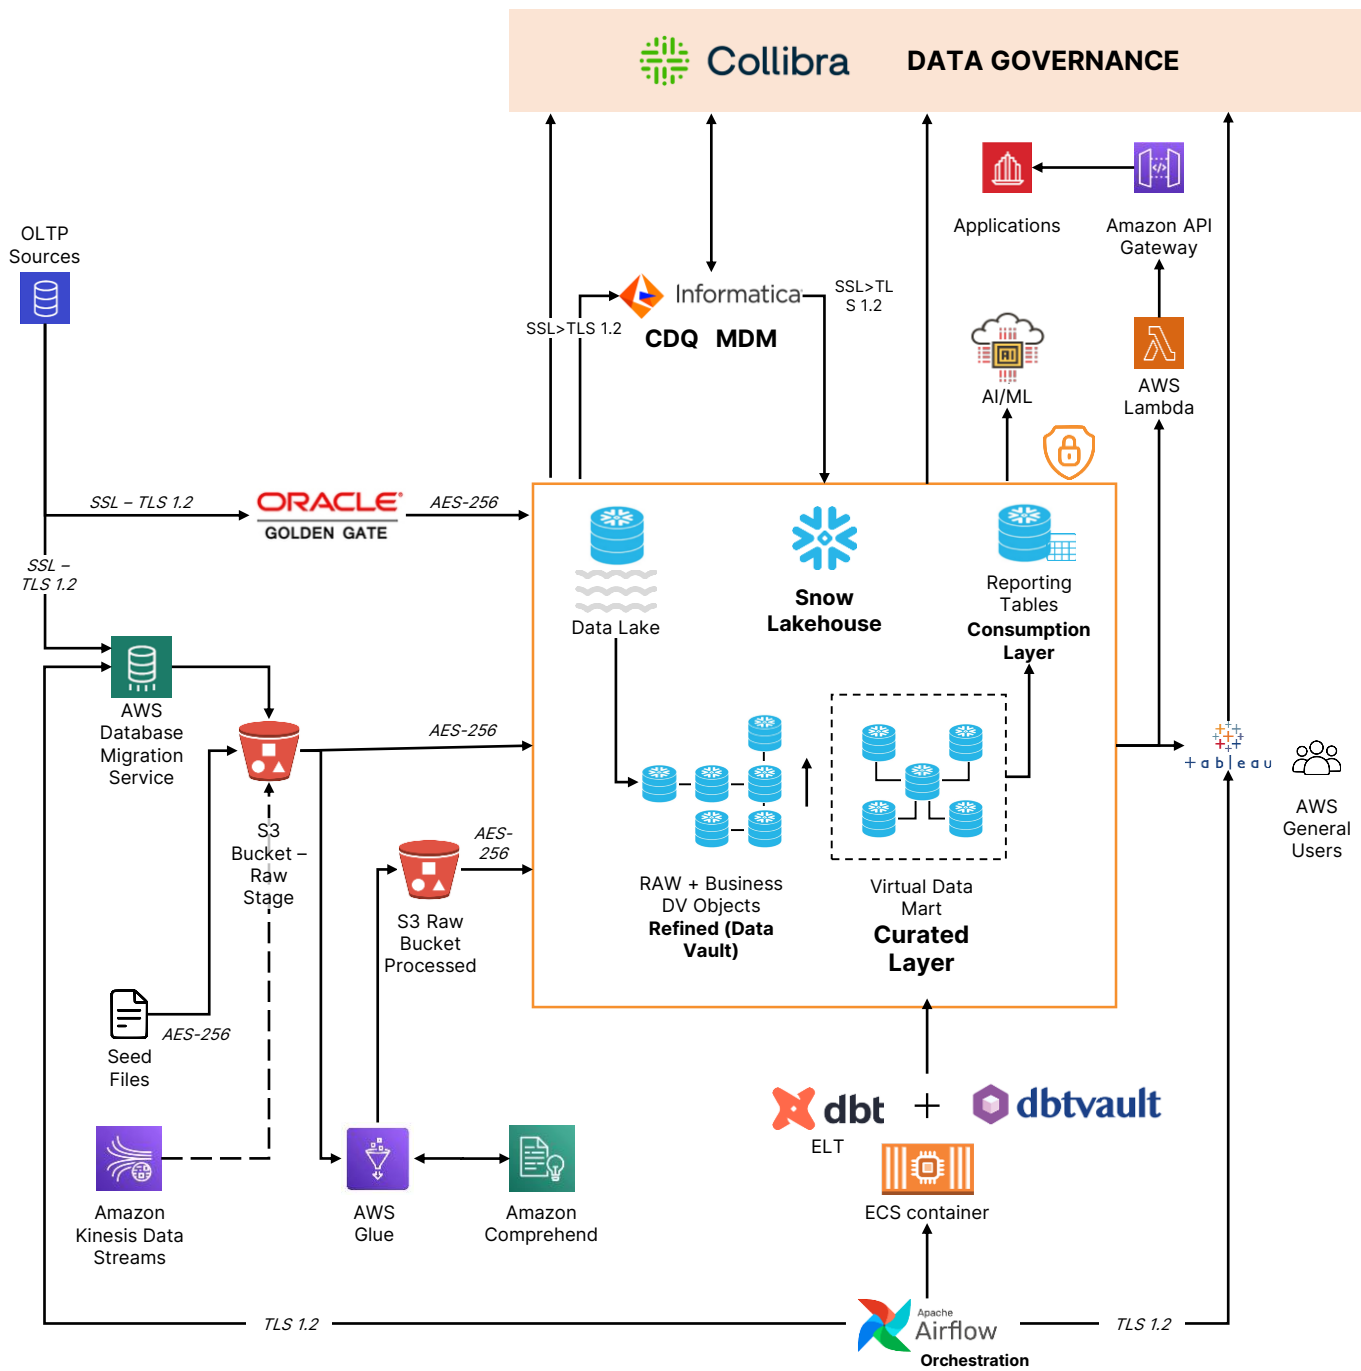 Collibra DATA GOVERNANCE
Applications
Amazon API
Gateway
OLTP
Sources
Informatica
CDQ MDM
SSL>TLS 1.2
SSL>TL
S 1.2
</>
AI
AI/ML
AWS
Lambda
SSL – TLS 1.2
ORACLE
GOLDEN GATE
AES-256
SSL –
TLS 1.2
Data Lake
Snow
Lakehouse
Reporting
Tables
Consumption
Layer
AWS
Database
Migration
Service
AES-256
S3
Bucket –
Raw
Stage
AES-
256
S3 Raw
Bucket
Processed
RAW + Business
DV Objects
Refined (Data
Vault)
Virtual Data
Mart
Curated
Layer
+ableau
AWS
General
Users
Seed
Files
AES-256
dbt + dbtvault
ELT
ECS container
Amazon
Kinesis Data
Streams
AWS
Glue
Amazon
Comprehend
TLS 1.2
Apache
Airflow
Orchestration
TLS 1.2